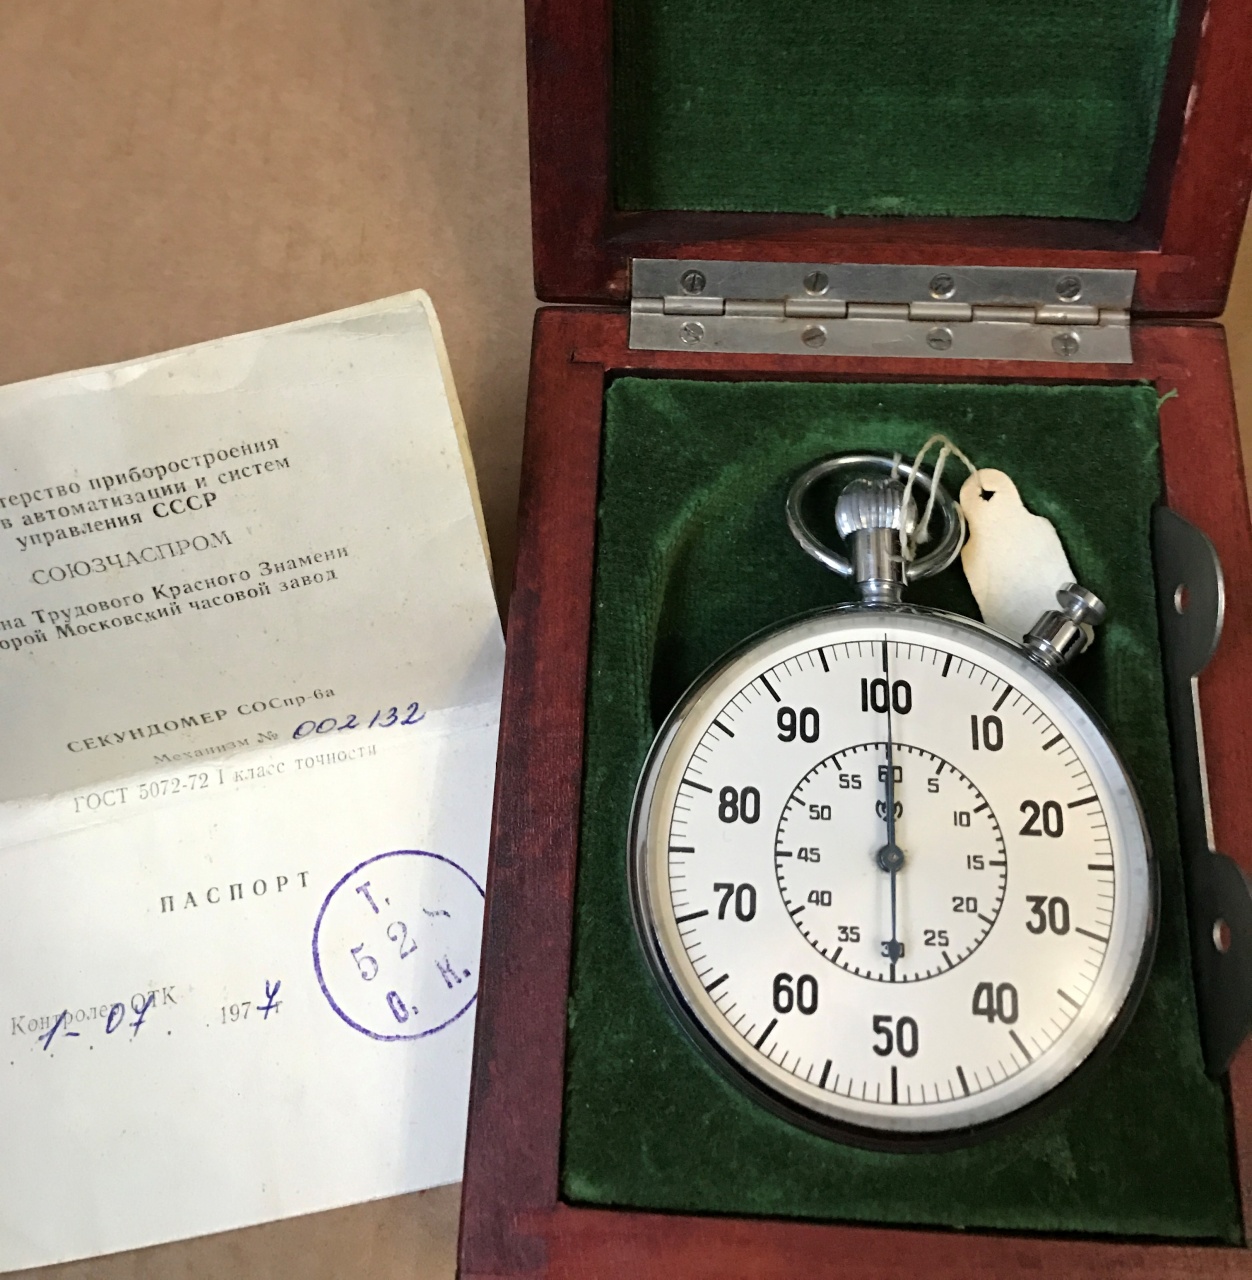 терство приборостроения
в автоматизации и систем
управления СССР
СОЮЗЧАСПРОМ
на Трудового Красного Знамени
орой Московский часовой завод
СЕКУНДОМЕР СОСпр-6а
Механизм № 002132
ГОСТ 5072-72 I класс точности
ПАСПОРТ
Т.
52
О. К.
Контролер ОТК 1-07. 1977
100
10
20
30
40
50
60
70
80
90
60
5
10
15
20
25
30
35
40
45
50
55